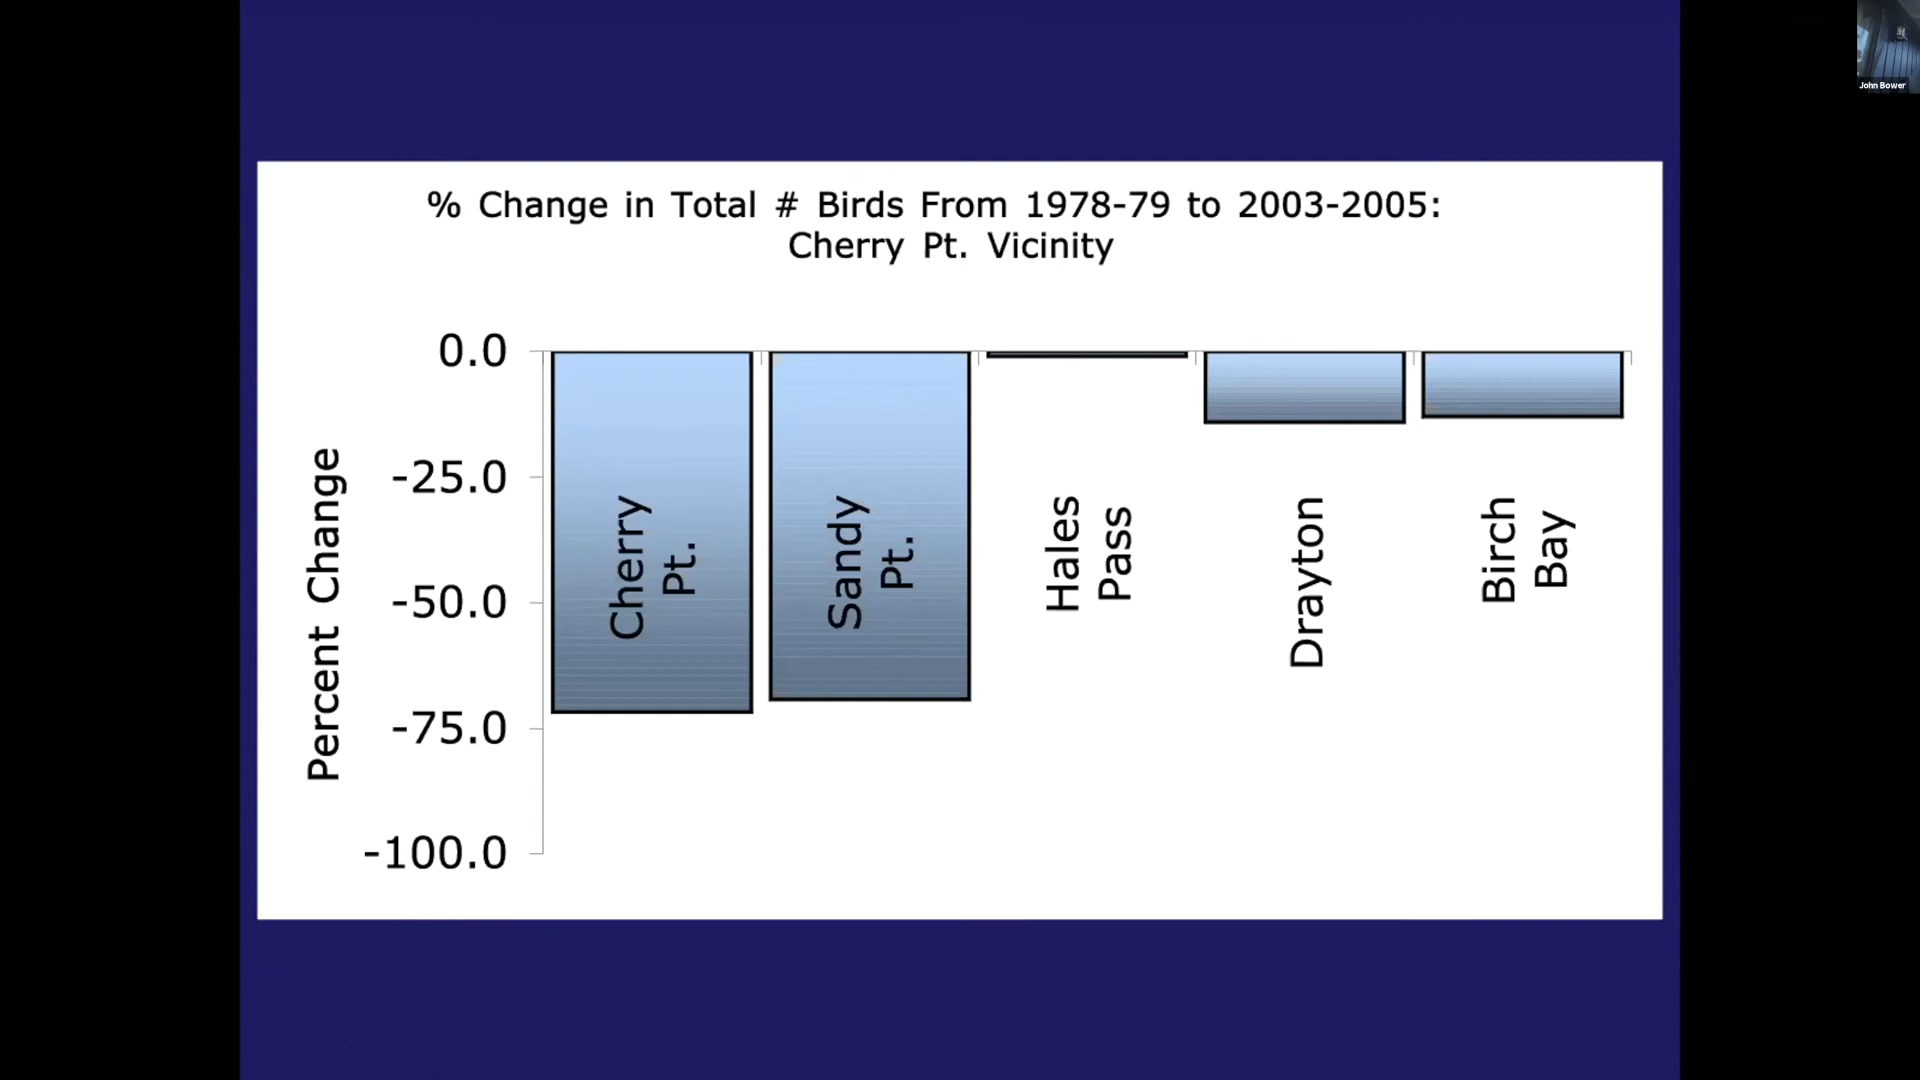 John Bower
% Change in Total # Birds From 1978-79 to 2003-2005:
Cherry Pt. Vicinity
Percent Change
0.0
-25.0
-50.0
-75.0
-100.0
Cherry
Pt.
Sandy
Pt.
Hales
Pass
Drayton
Birch
Bay